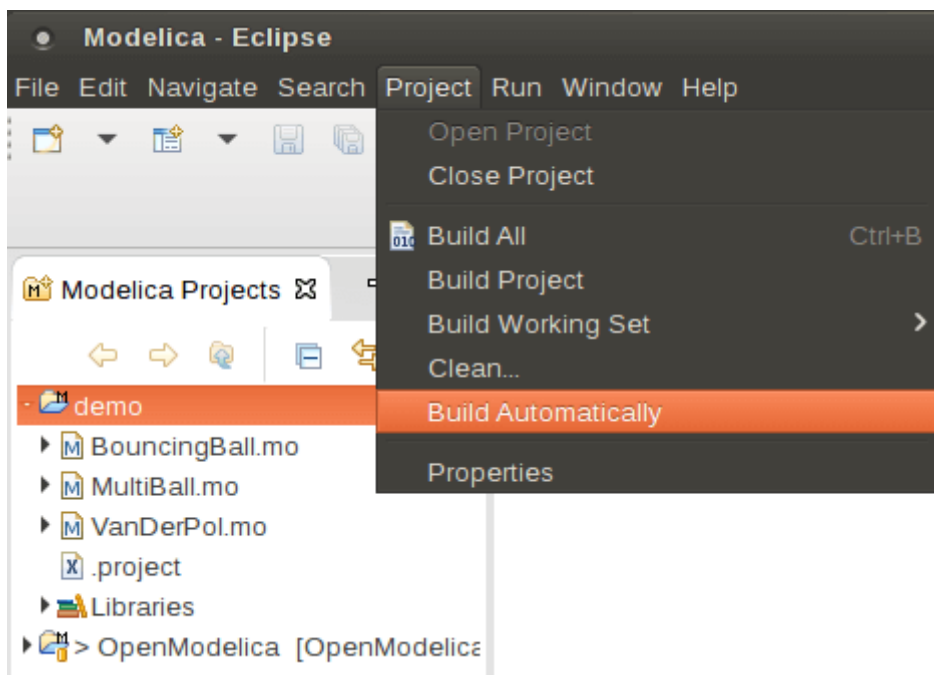 Modelica - Eclipse
File Edit Navigate Search Project Run Window Help
Open Project
Close Project
Build All Ctrl+B
Build Project
Build Working Set
Clean...
Build Automatically
Properties
Modelica Projects
demo
BouncingBall.mo
MultiBall.mo
VanDerPol.mo
.project
Libraries
> OpenModelica [OpenModelica